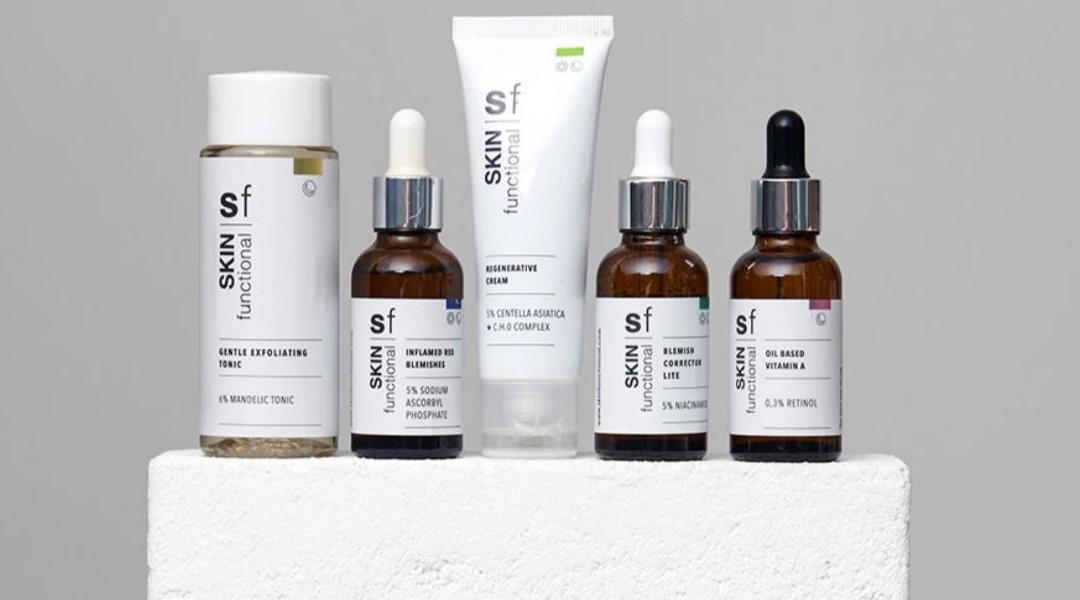 sf
SKIN
functional
GENTLE EXFOLIATING
TONIC
6% MANDELIC TONIC
sf
SKIN
functional
INFLAMED RED
BLEMISHES
5% SODIUM
ASCORBYL
PHOSPHATE
sf
SKIN
functional
REGENERATIVE
CREAM
5% CENTELLA ASIATICA
+ C.H.O COMPLEX
sf
SKIN
functional
BLEMISH
CORRECTOR
LITE
5% NIACINAMIDE
sf
SKIN
functional
OIL BASED
VITAMIN A
0,3% RETINOL